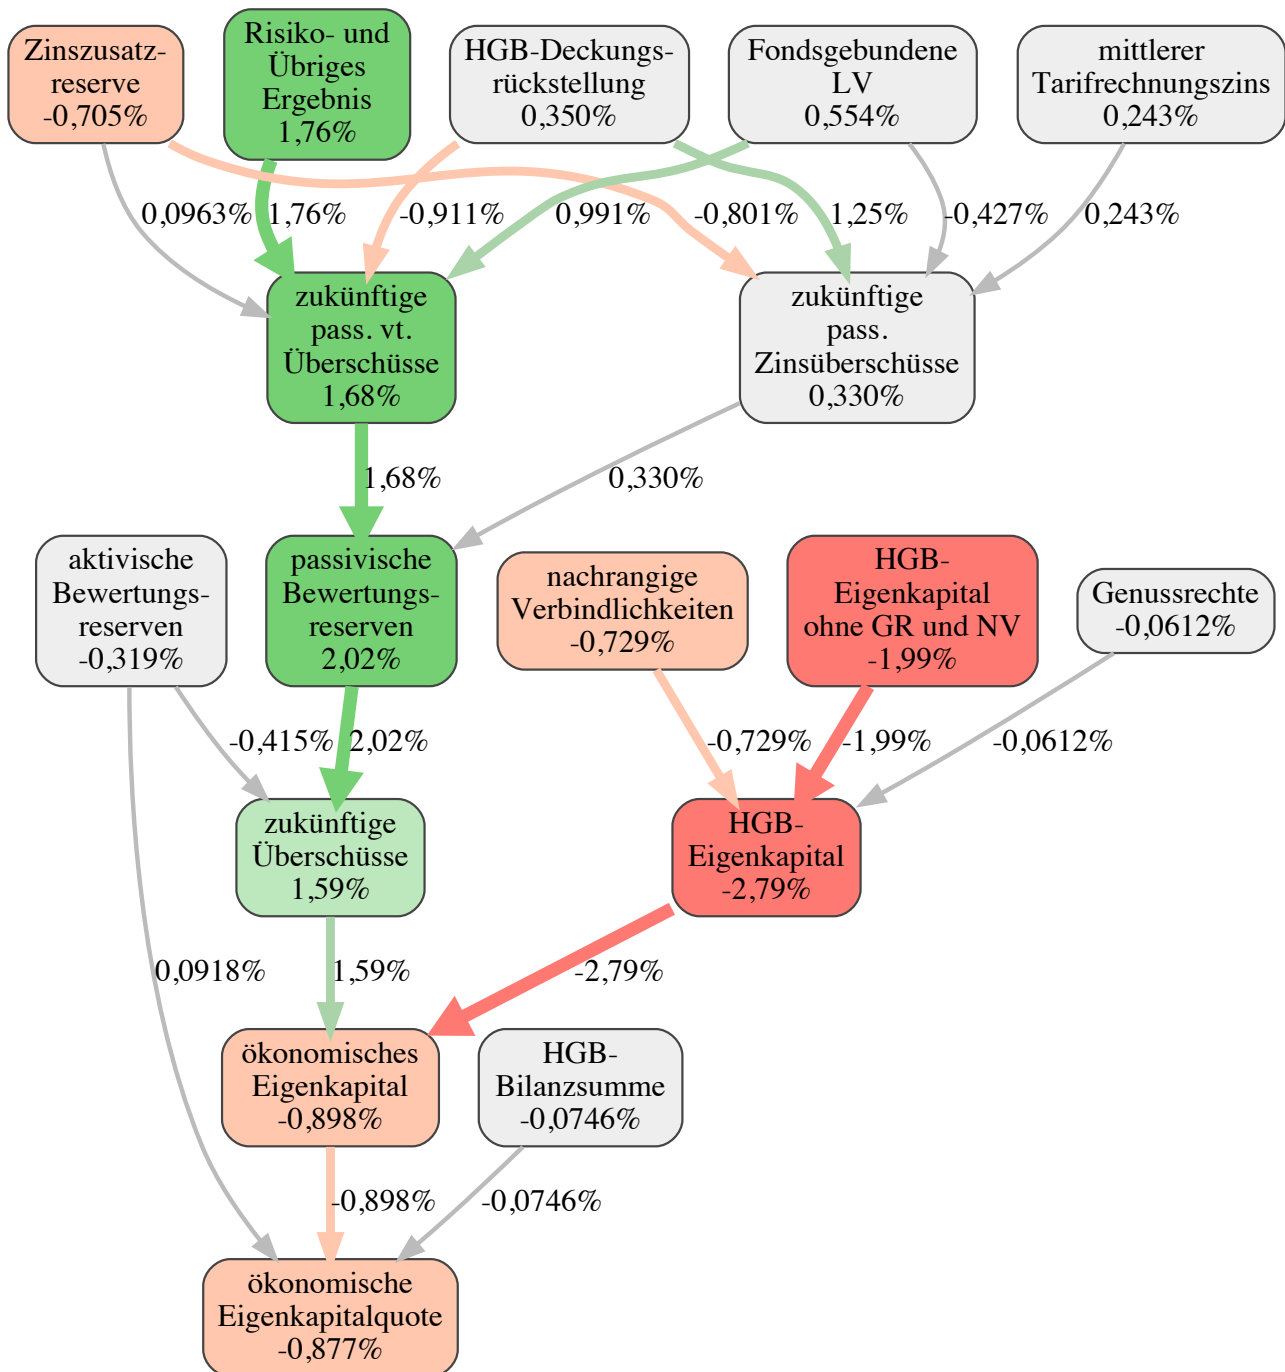 Zinszusatz-
reserve
-0,705%
Risiko- und
Übriges
Ergebnis
1,76%
HGB-Deckungs-
rückstellung
0,350%
Fondsgebundene
LV
0,554%
mittlerer
Tarifrechnungszins
0,243%
0,0963%
1,76%
-0,911%
0,991%
-0,801%
1,25%
-0,427%
0,243%
zukünftige
pass. vt.
Überschüsse
1,68%
zukünftige
pass.
Zinsüberschüsse
0,330%
1,68%
0,330%
aktivische
Bewertungs-
reserven
-0,319%
passivische
Bewertungs-
reserven
2,02%
nachrangige
Verbindlichkeiten
-0,729%
HGB-
Eigenkapital
ohne GR und NV
-1,99%
Genussrechte
-0,0612%
-0,415%
2,02%
-0,729%
-1,99%
-0,0612%
zukünftige
Überschüsse
1,59%
HGB-
Eigenkapital
-2,79%
0,0918%
1,59%
-2,79%
ökonomisches
Eigenkapital
-0,898%
HGB-
Bilanzsumme
-0,0746%
-0,898%
-0,0746%
ökonomische
Eigenkapitalquote
-0,877%